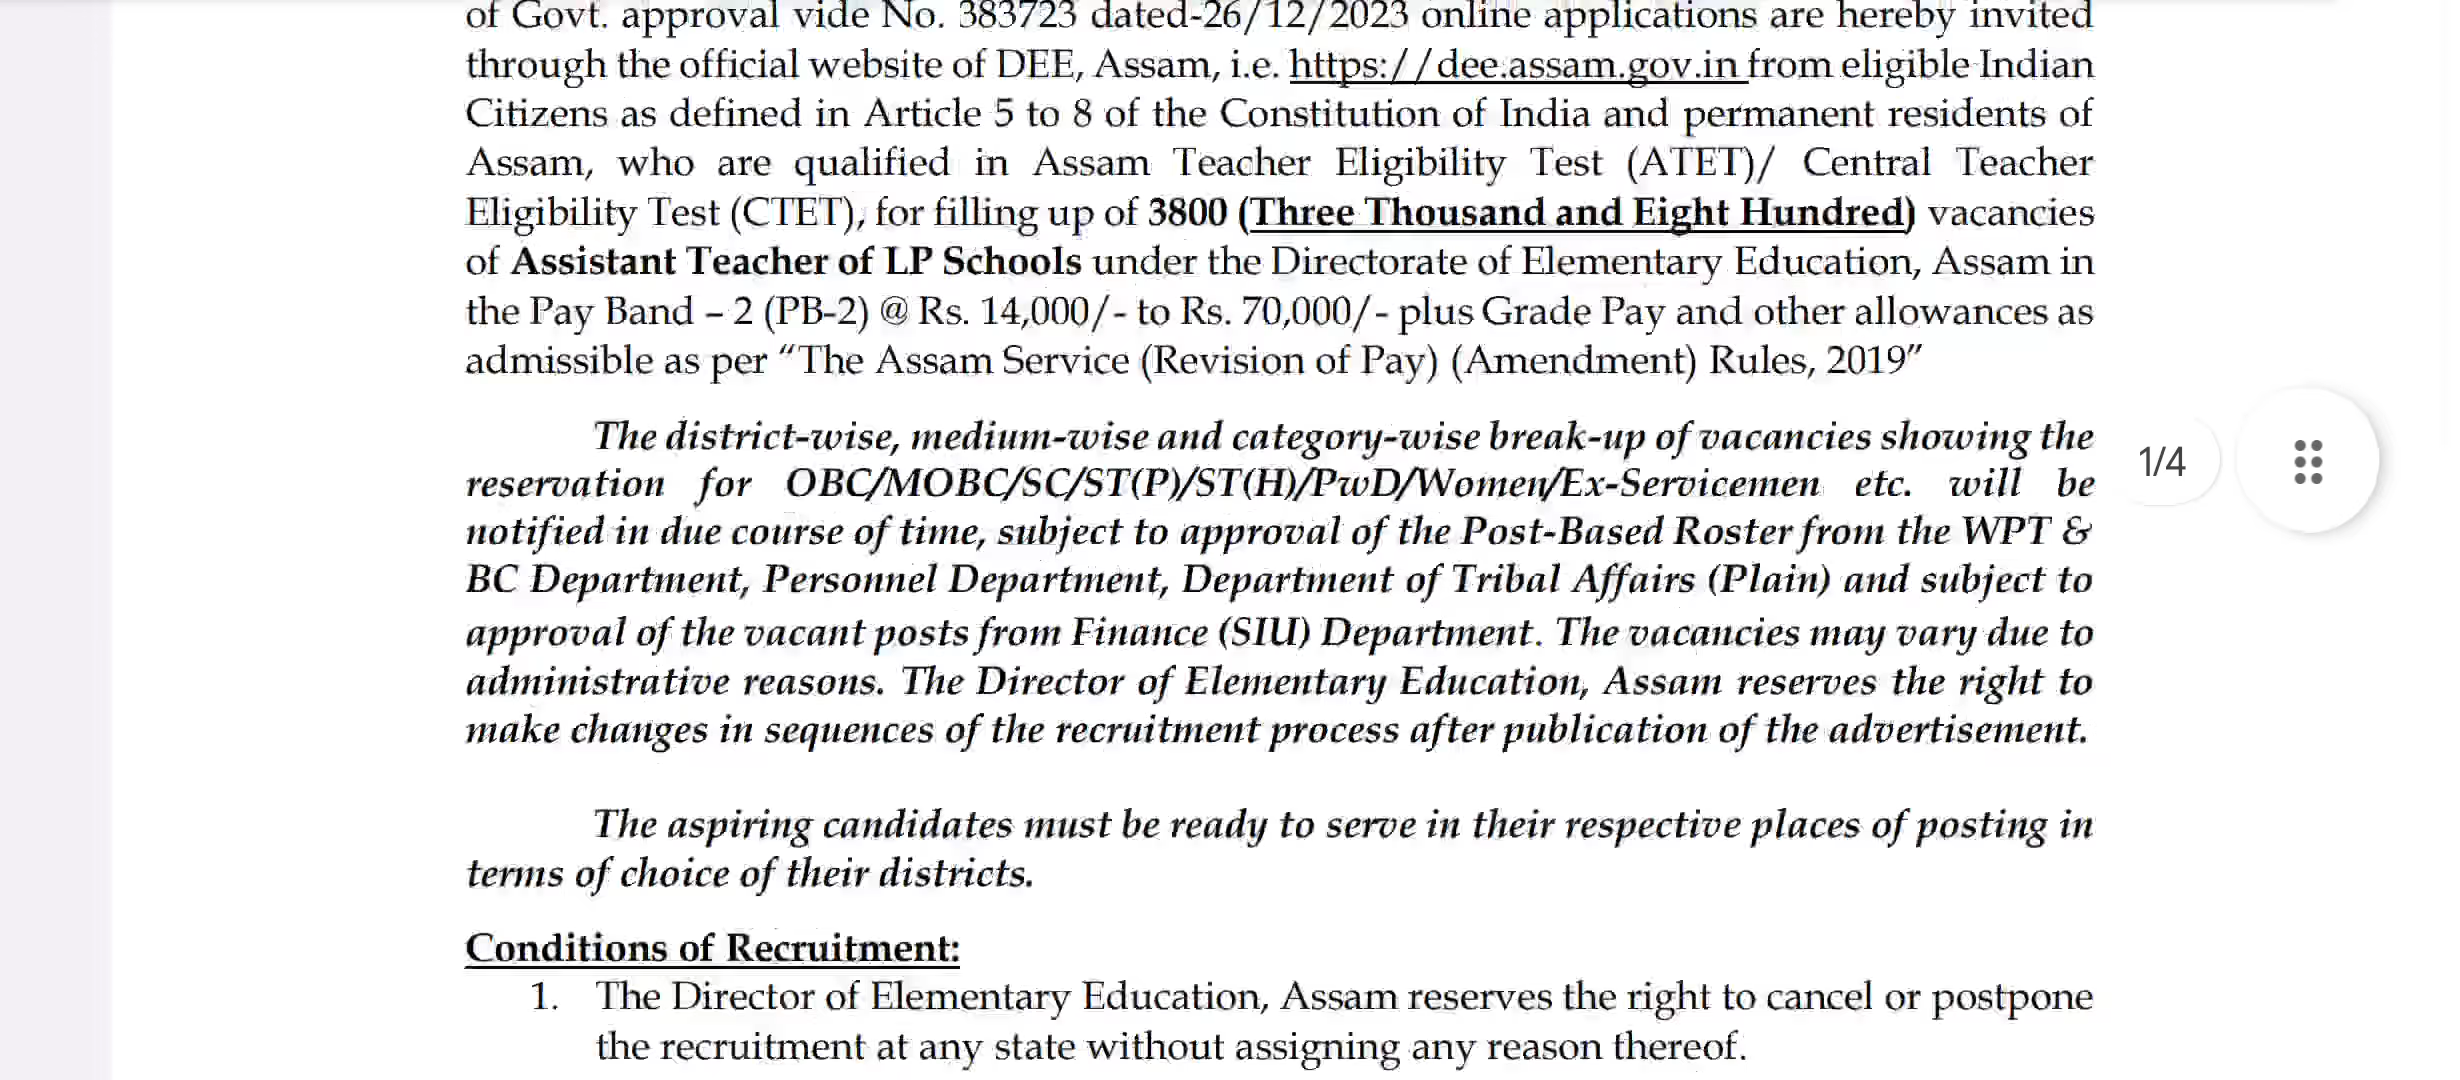 of Govt. approval vide No. 383723 dated-26/12/2023 online applications are hereby invited
through the official website of DEE, Assam, i.e. https://dee.assam.gov.in from eligible Indian
Citizens as defined in Article 5 to 8 of the Constitution of India and permanent residents of
Assam, who are qualified in Assam Teacher Eligibility Test (ATET)/ Central Teacher
Eligibility Test (CTET), for filling up of 3800 (Three Thousand and Eight Hundred) vacancies
of Assistant Teacher of LP Schools under the Directorate of Elementary Education, Assam in
the Pay Band – 2 (PB-2) @ Rs. 14,000/- to Rs. 70,000/- plus Grade Pay and other allowances as
admissible as per “The Assam Service (Revision of Pay) (Amendment) Rules, 2019”
The district-wise, medium-wise and category-wise break-up of vacancies showing the
reservation for OBC/MOBC/SC/ST(P)/ST(H)/PwD/Women/Ex-Servicemen etc. will be
notified in due course of time, subject to approval of the Post-Based Roster from the WPT &
BC Department, Personnel Department, Department of Tribal Affairs (Plain) and subject to
approval of the vacant posts from Finance (SIU) Department. The vacancies may vary due to
administrative reasons. The Director of Elementary Education, Assam reserves the right to
make changes in sequences of the recruitment process after publication of the advertisement.
1/4
The aspiring candidates must be ready to serve in their respective places of posting in
terms of choice of their districts.
Conditions of Recruitment:
1. The Director of Elementary Education, Assam reserves the right to cancel or postpone
the recruitment at any state without assigning any reason thereof.